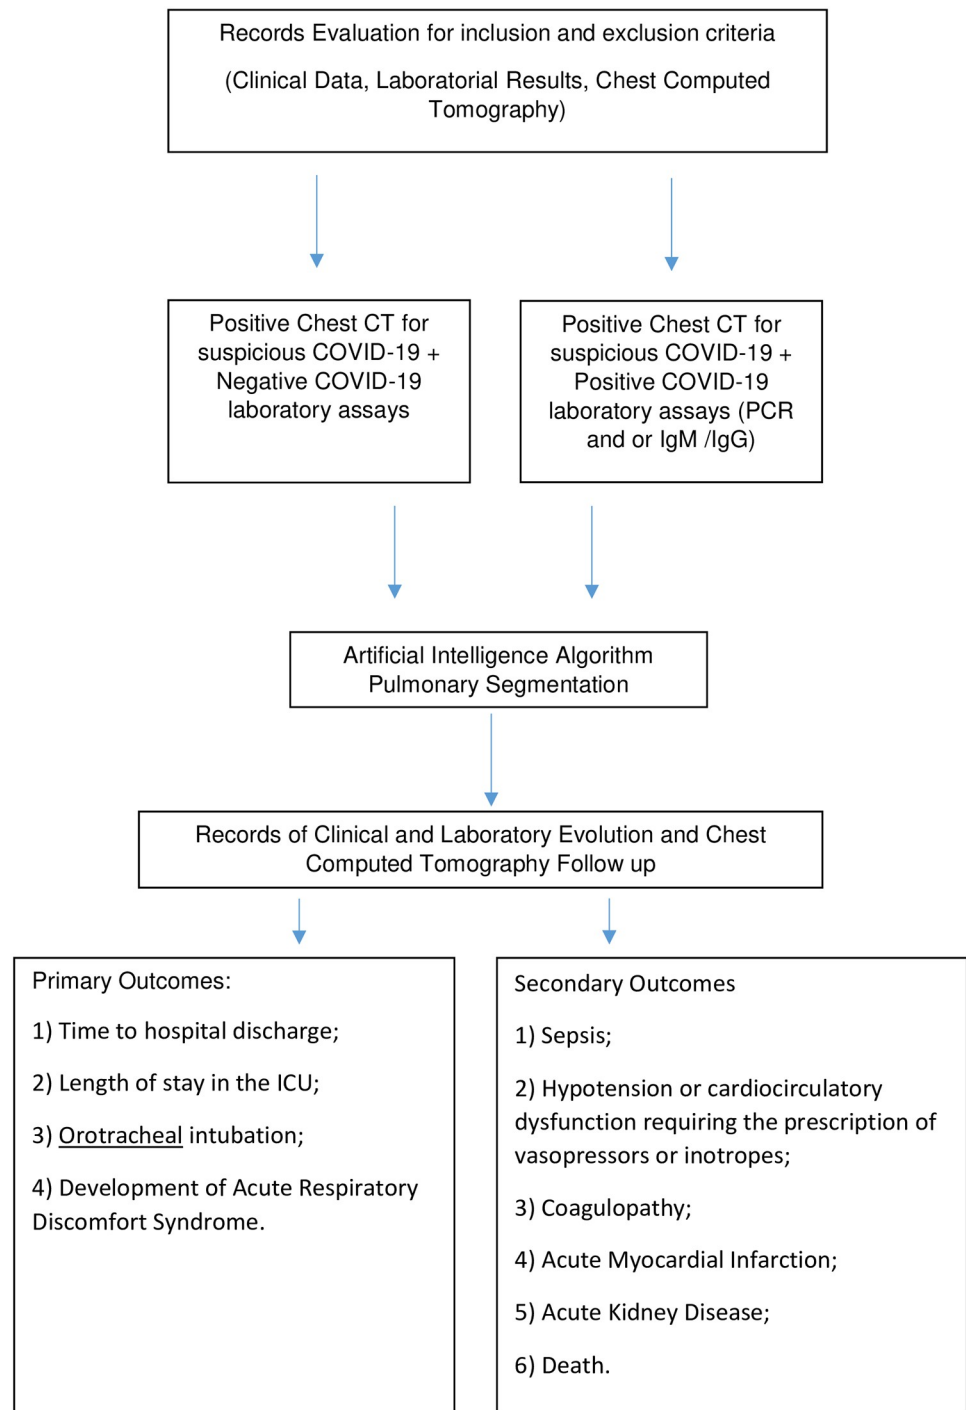 Records Evaluation for inclusion and exclusion criteria
(Clinical Data, Laboratorial Results, Chest Computed
Tomography)
Positive Chest CT for
suspicious COVID-19 +
Negative COVID-19
laboratory assays
Positive Chest CT for
suspicious COVID-19 +
Positive COVID-19
laboratory assays (PCR
and or IgM /IgG)
Artificial Intelligence Algorithm
Pulmonary Segmentation
Records of Clinical and Laboratory Evolution and Chest
Computed Tomography Follow up
Primary Outcomes:
1) Time to hospital discharge;
2) Length of stay in the ICU;
3) Orotracheal intubation;
4) Development of Acute Respiratory
Discomfort Syndrome.
Secondary Outcomes
1) Sepsis;
2) Hypotension or cardiocirculatory
dysfunction requiring the prescription of
vasopressors or inotropes;
3) Coagulopathy;
4) Acute Myocardial Infarction;
5) Acute Kidney Disease;
6) Death.